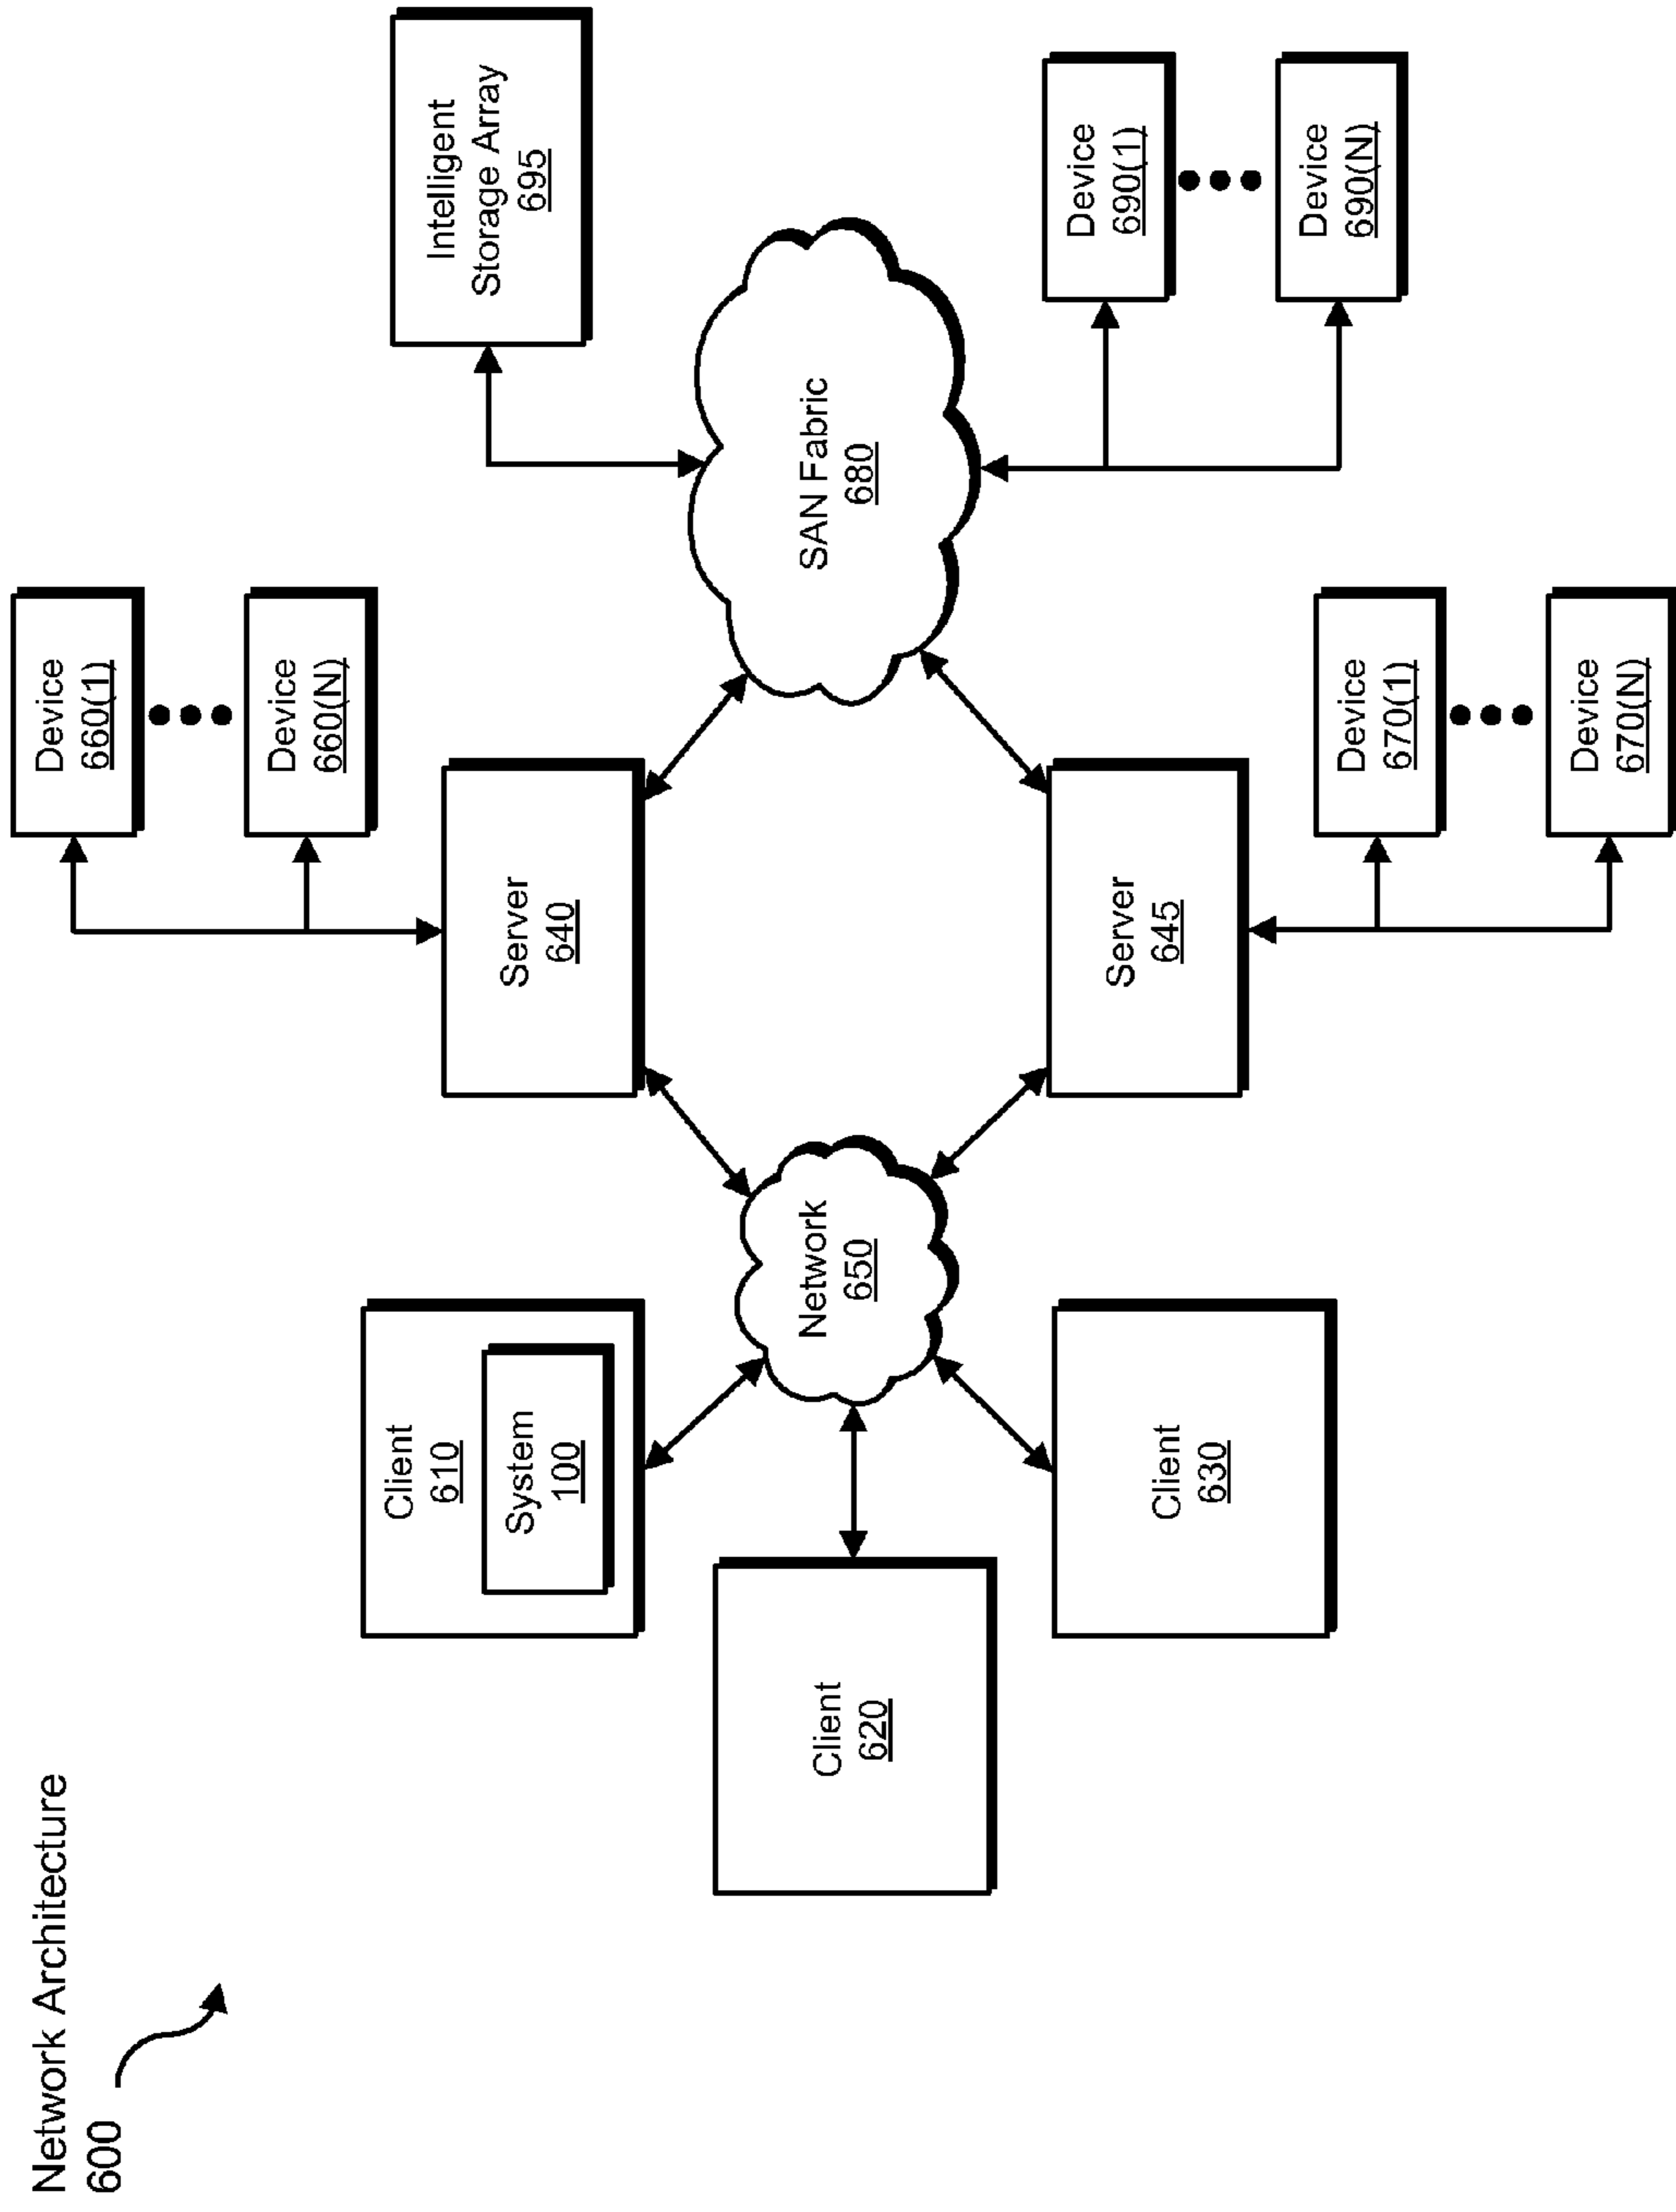 Network Architecture
600
Client
610
System
100
Client
620
Client
630
Network
650
Server
640
Server
645
Device
660(1)
Device
660(N)
Device
670(1)
Device
670(N)
SAN Fabric
680
Intelligent
Storage Array
695
Device
690(1)
Device
690(N)